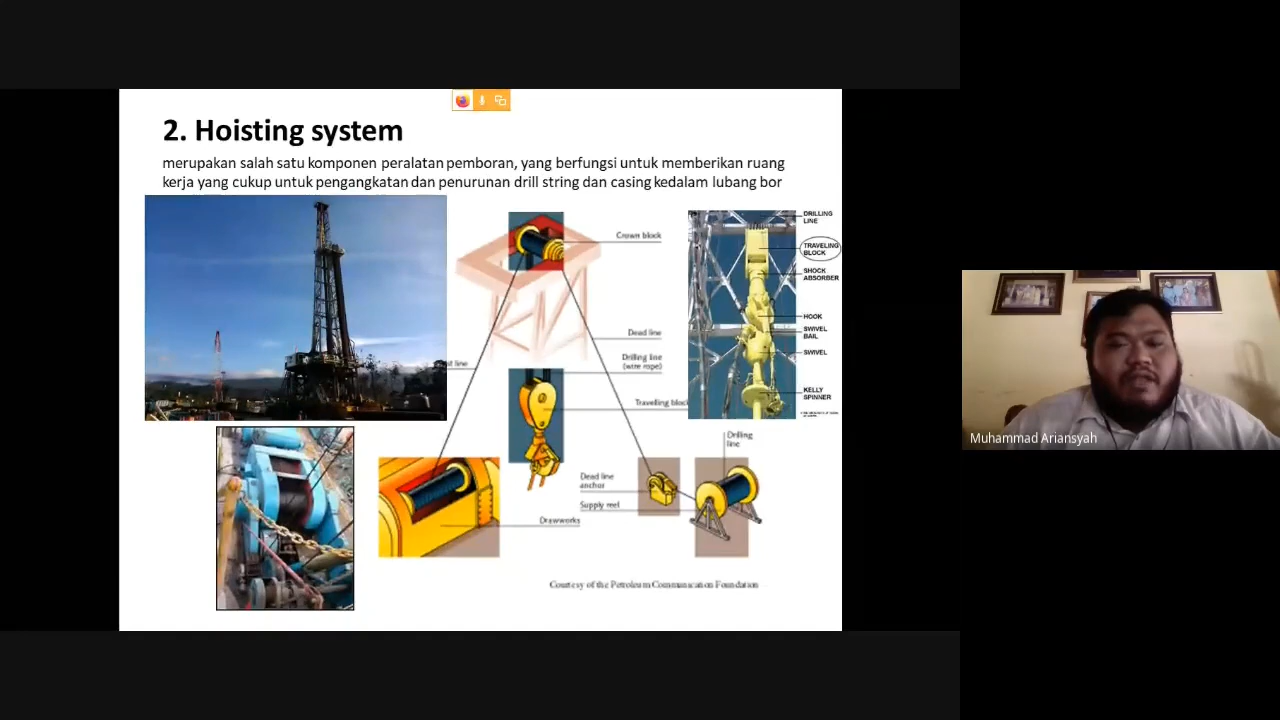 2. Hoisting system
merupakan salah satu komponen peralatan pemboran, yang berfungsi untuk memberikan ruang
kerja yang cukup untuk pengangkatan dan penurunan drill string dan casing kedalam lubang bor
Crown block
Dead line
Drilling line
(wire rope)
st line
Travelling block
Drilling
line
Dead line
anchor
Supply reel
Drawworks
Courtesy of the Petroleum Communication Foundation
DRILLING
LINE
TRAVELING
BLOCK
SHOCK
ABSORBER
HOOK
SWIVEL
BAIL
SWIVEL
KELLY
SPINNER
Muhammad Ariansyah